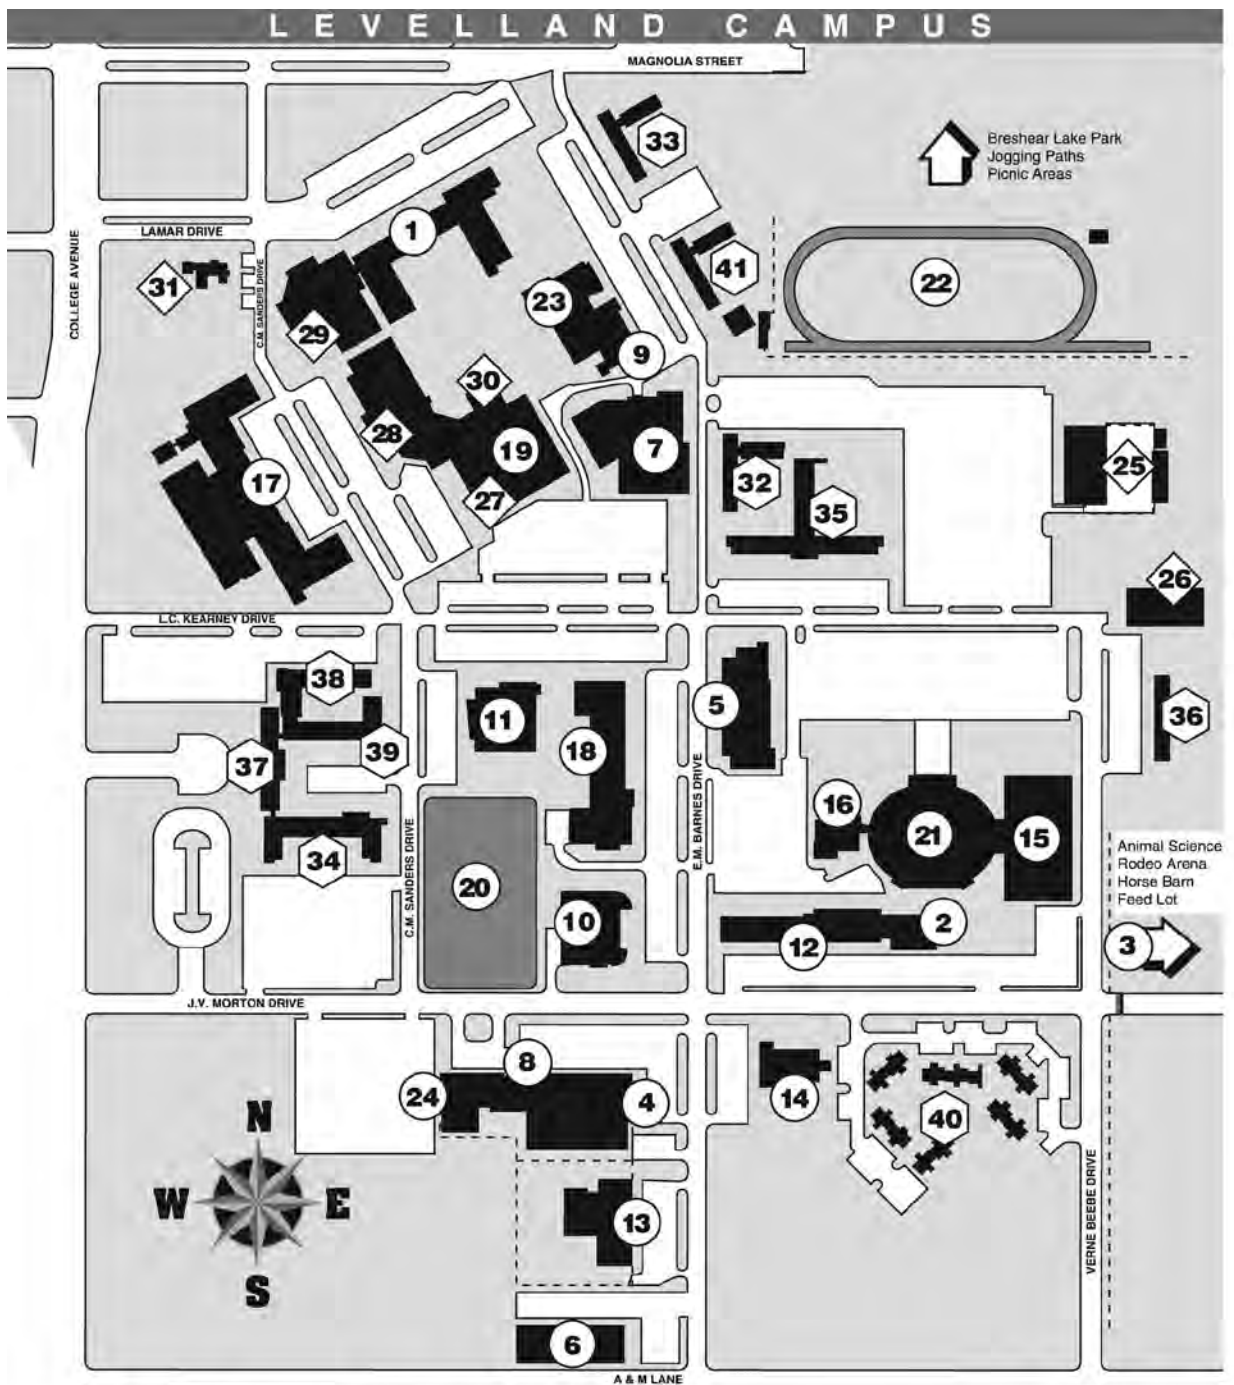 LEVELLAND CAMPUS
MAGNOLIA STREET
33
Breshear Lake Park
Jogging Paths
Picnic Areas
1
LAMAR DRIVE
COLLEGE AVENUE
C.M. SANDERS DRIVE
31
41
22
23
29
9
30
28
19
7
17
27
32
35
25
26
L.C. KEARNEY DRIVE
38
11
5
36
39
18
37
E.M. BARNES DRIVE
16
21
15
34
C.M. SANDERS DRIVE
20
Animal Science
Rodeo Arena
Horse Barn
Feed Lot
10
2
12
3
J.V. MORTON DRIVE
8
24
4
14
40
N
W
E
S
13
VERNE BEEBE DRIVE
6
A & M LANE